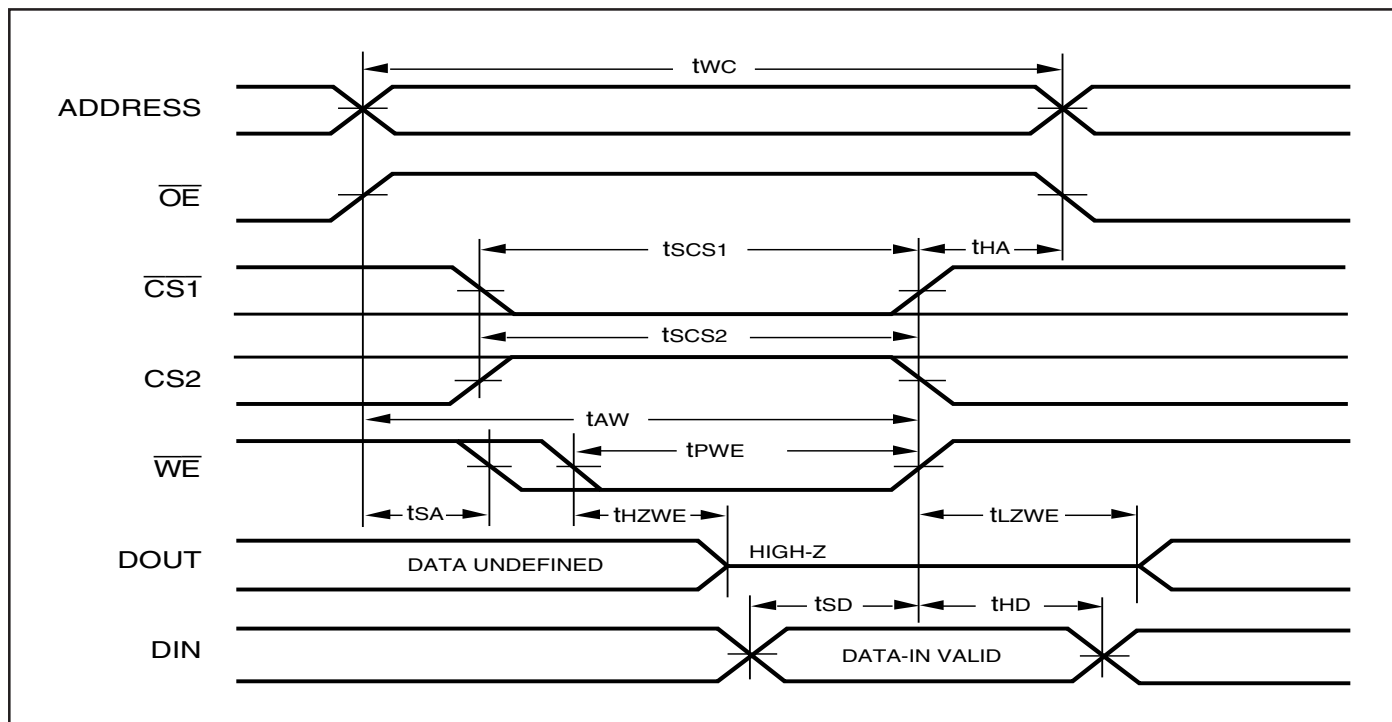 tWC
ADDRESS
OE
tSCS1
tHA
CS1
tSCS2
CS2
tAW
tPWE
WE
tSA
tHZWE
tLZWE
DOUT
DATA UNDEFINED
HIGH-Z
tSD
tHD
DIN
DATA-IN VALID